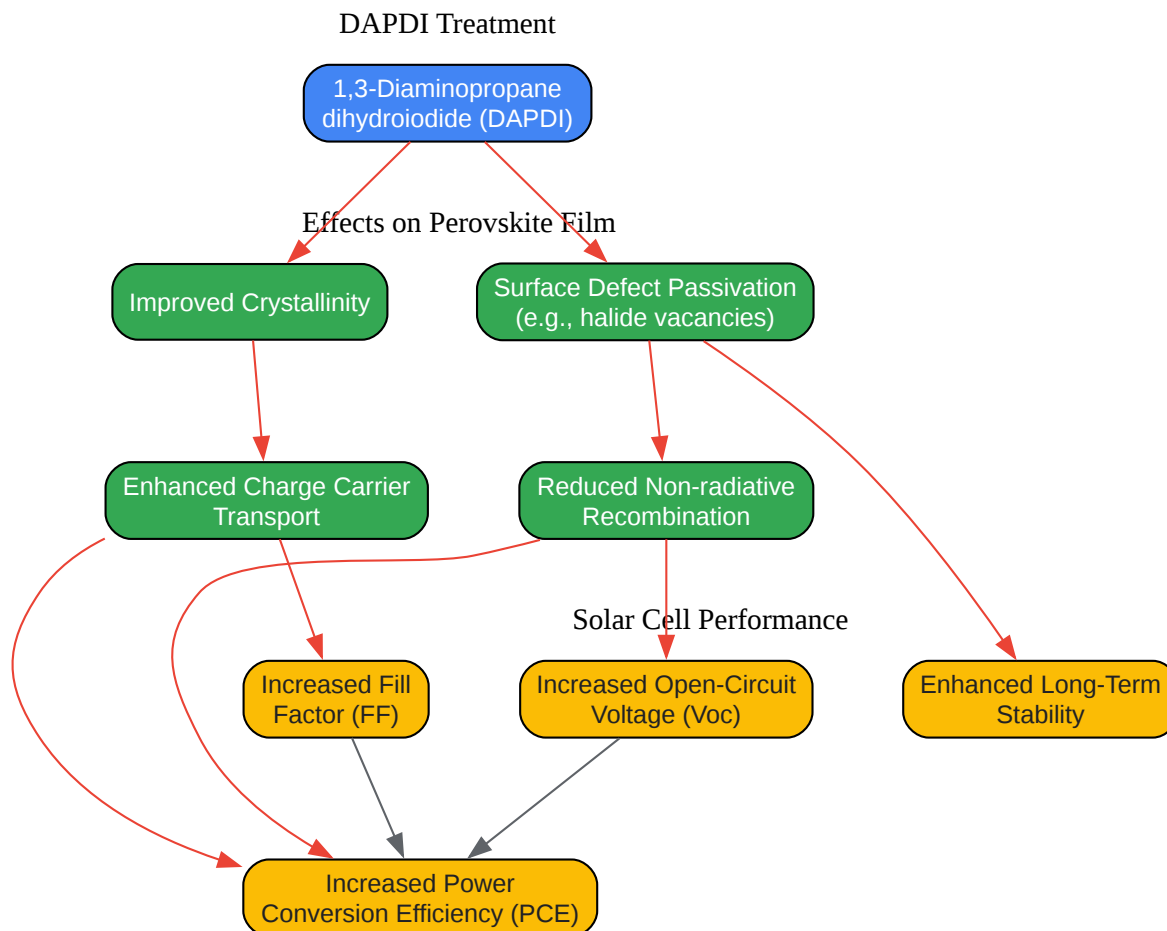 DAPDI Treatment
1,3-Diaminopropane
dihydroiodide (DAPDI)
Effects on Perovskite Film
Improved Crystallinity
Surface Defect Passivation
(e.g., halide vacancies)
Enhanced Charge Carrier
Transport
Reduced Non-radiative
Recombination
Solar Cell Performance
Increased Fill
Factor (FF)
Increased Open-Circuit
Voltage (Voc)
Enhanced Long-Term
Stability
Increased Power
Conversion Efficiency (PCE)